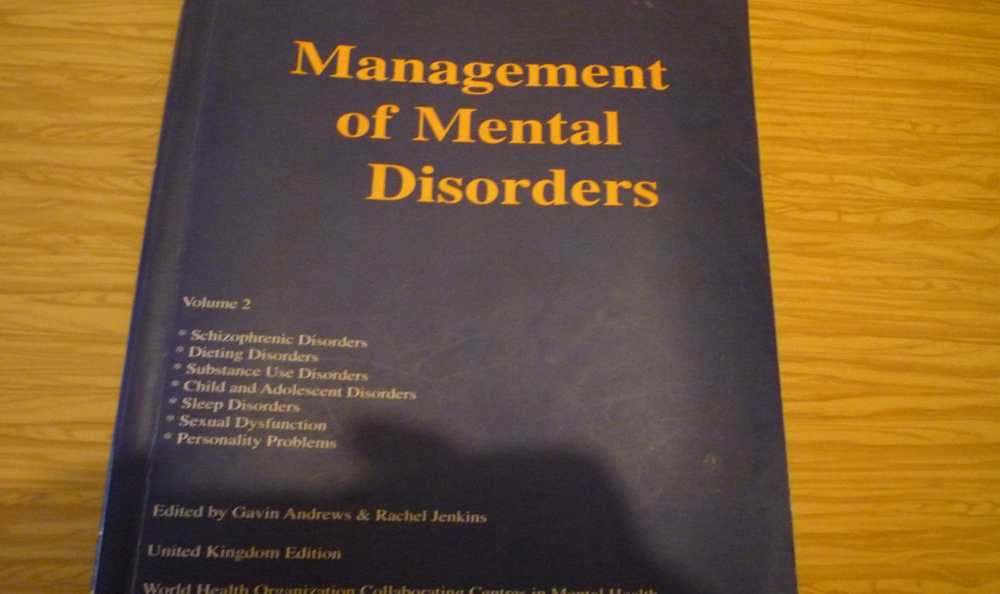 Management
of Mental
Disorders
Volume 2
* Schizophrenic Disorders
* Dieting Disorders
* Substance Use Disorders
* Child and Adolescent Disorders
* Sleep Disorders
* Sexual Dysfunction
* Personality Problems
Edited by Gavin Andrews & Rachel Jenkins
United Kingdom Edition
World Health Organization Collaborating Centres in Mental Health